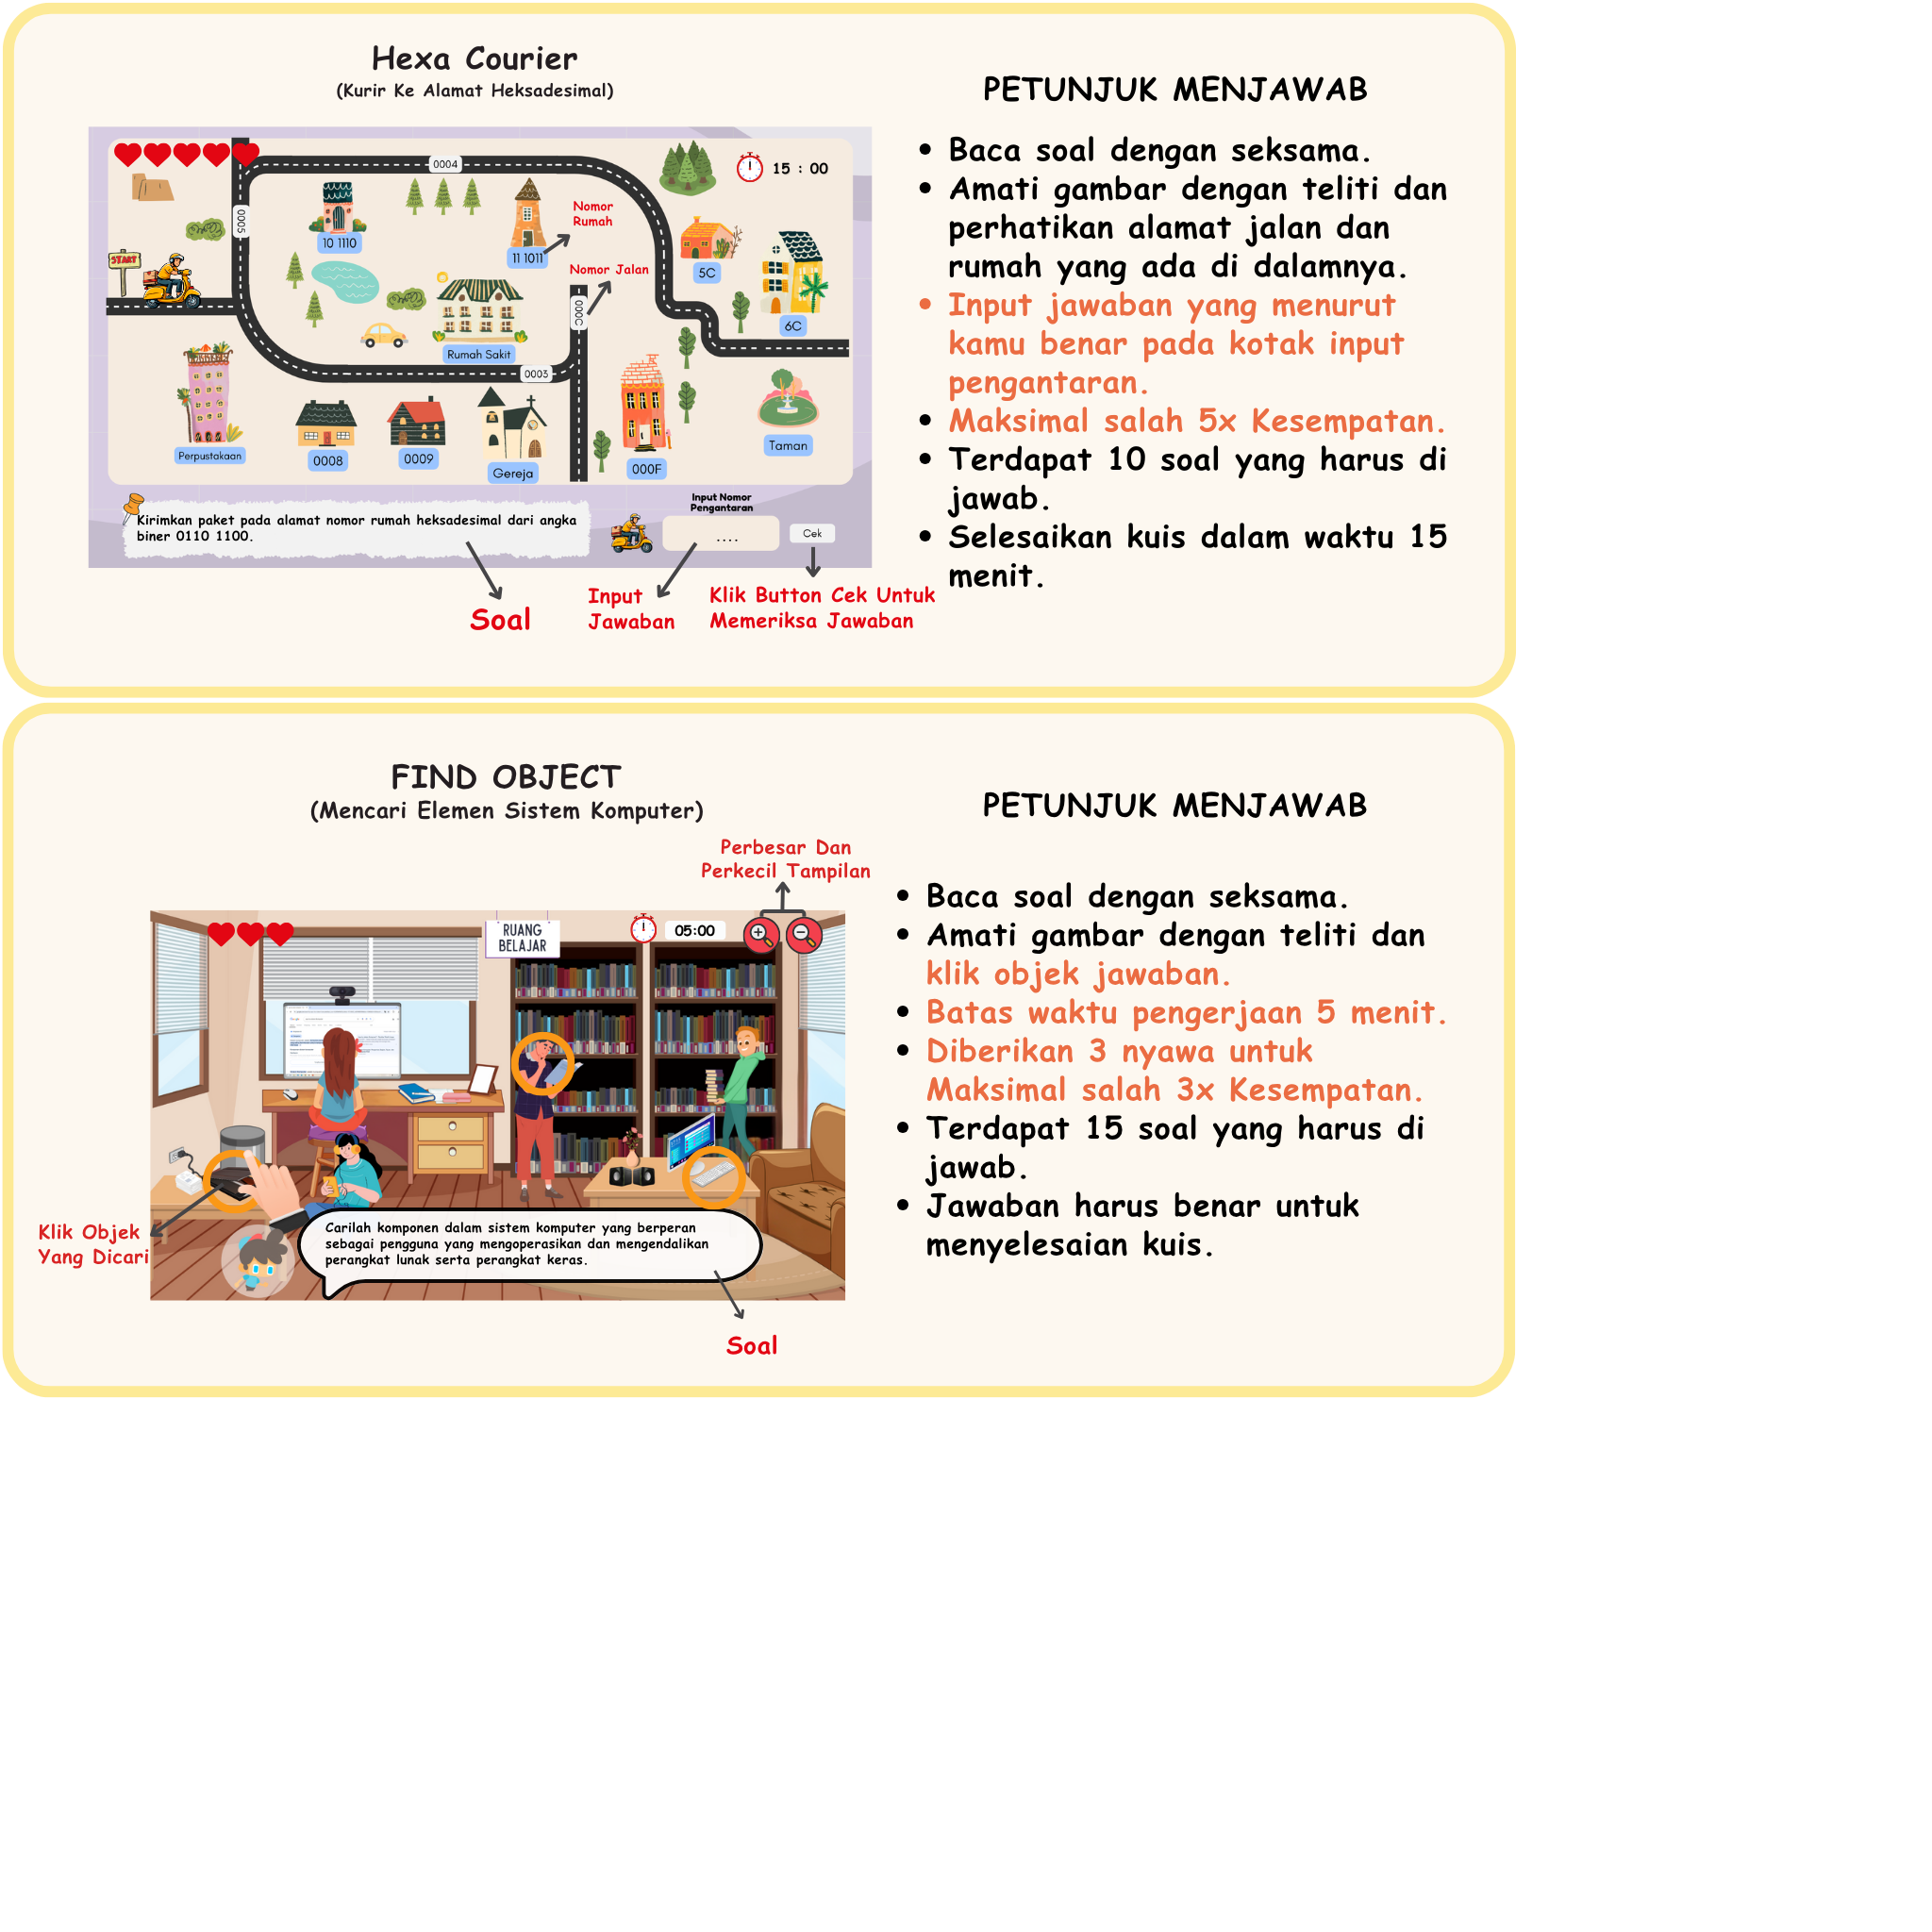 Hexa Courier
(Kurir Ke Alamat Heksadesimal)
15 : 00
0004
0005
START
10 1110
11 1011
Nomor
Rumah
Nomor Jalan
000C
5C
6C
Rumah Sakit
0003
Perpustakaan
0008
0009
Gereja
000F
Taman
Kirimkan paket pada alamat nomor rumah heksadesimal dari angka
biner 0110 1100.
Input Nomor
Pengantaran
....
Cek
Soal
Input
Jawaban
Klik Button Cek Untuk
Memeriksa Jawaban
PETUNJUK MENJAWAB
• Baca soal dengan seksama.
• Amati gambar dengan teliti dan
perhatikan alamat jalan dan
rumah yang ada di dalamnya.
• Input jawaban yang menurut
kamu benar pada kotak input
pengantaran.
• Maksimal salah 5x Kesempatan.
• Terdapat 10 soal yang harus di
jawab.
• Selesaikan kuis dalam waktu 15
menit.
FIND OBJECT
(Mencari Elemen Sistem Komputer)
Perbesar Dan
Perkecil Tampilan
RUANG
BELAJAR
05:00
Klik Objek
Yang Dicari
Carilah komponen dalam sistem komputer yang berperan
sebagai pengguna yang mengoperasikan dan mengendalikan
perangkat lunak serta perangkat keras.
Soal
PETUNJUK MENJAWAB
• Baca soal dengan seksama.
• Amati gambar dengan teliti dan
klik objek jawaban.
• Batas waktu pengerjaan 5 menit.
• Diberikan 3 nyawa untuk
Maksimal salah 3x Kesempatan.
• Terdapat 15 soal yang harus di
jawab.
• Jawaban harus benar untuk
menyelesaian kuis.